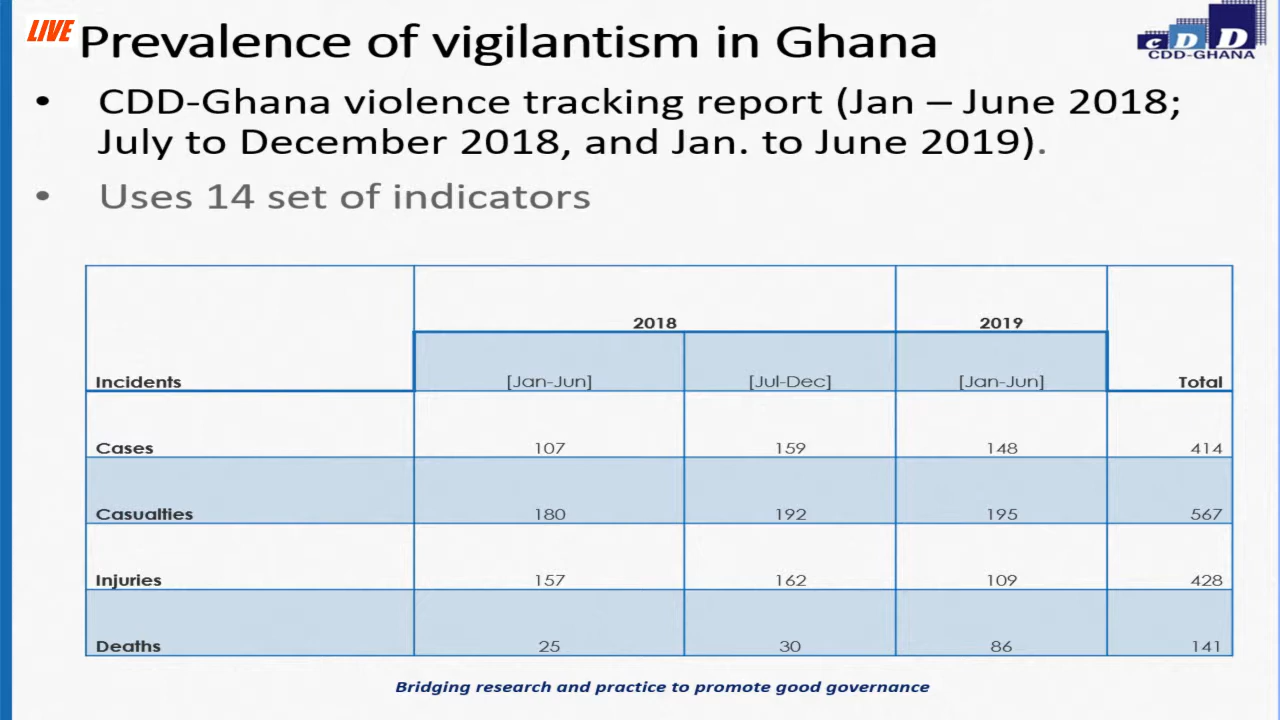 LIVE
Prevalence of vigilantism in Ghana
CDD
CDD-GHANA
• CDD-Ghana violence tracking report (Jan – June 2018;
July to December 2018, and Jan. to June 2019).
• Uses 14 set of indicators
2018 2019
Incidents [Jan-Jun] [Jul-Dec] [Jan-Jun] Total
Cases 107 159 148 414
Casualties 180 192 195 567
Injuries 157 162 109 428
Deaths 25 30 86 141
Bridging research and practice to promote good governance